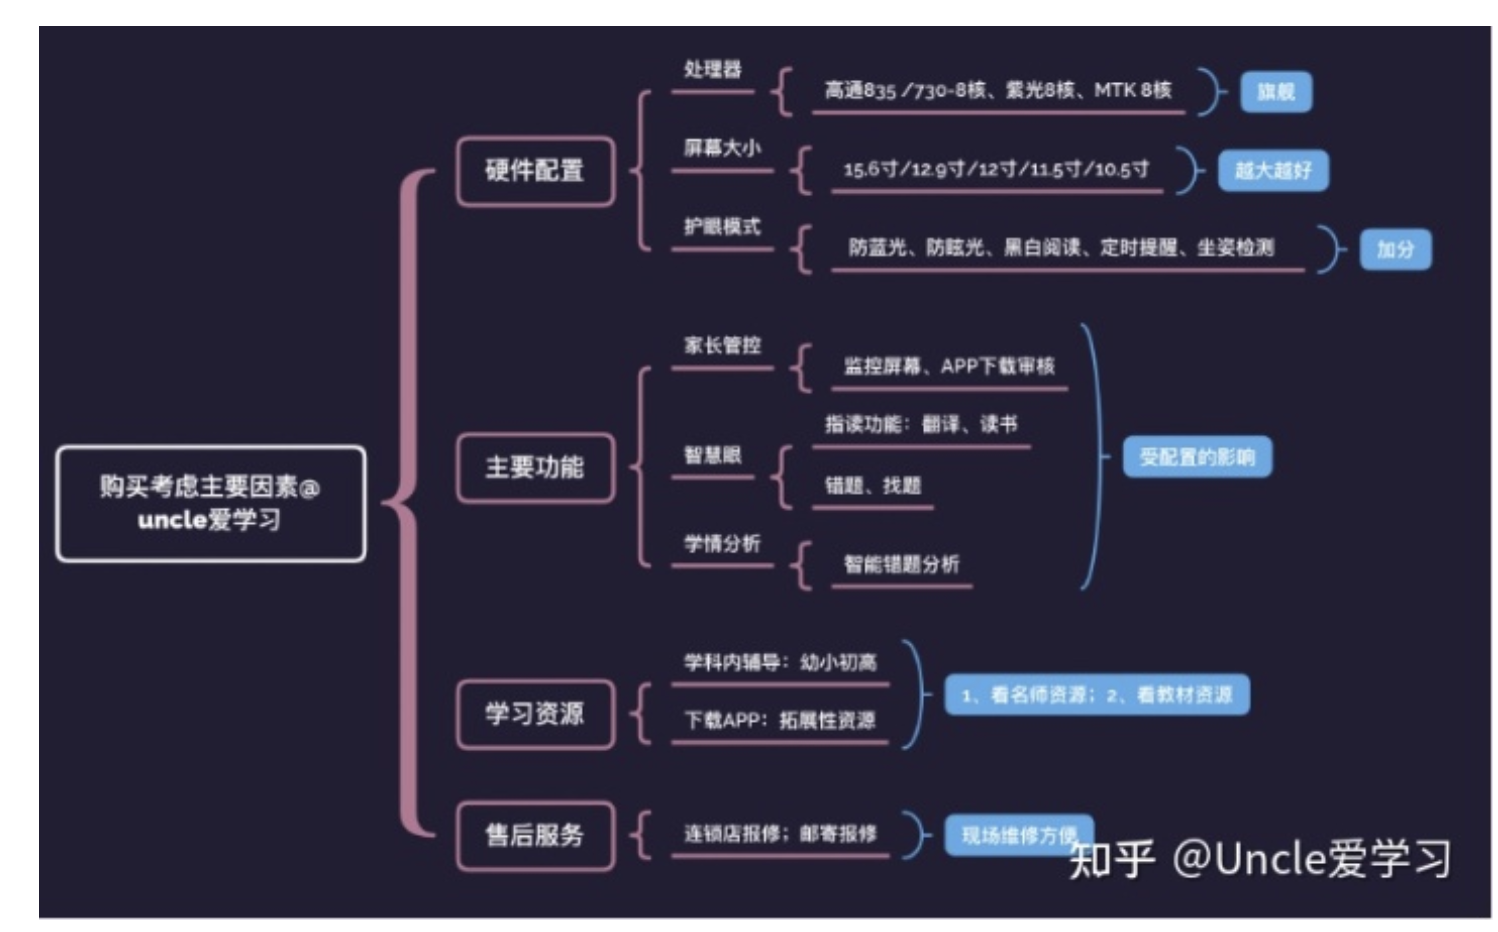 购买考虑主要因素@
uncle爱学习
硬件配置
处理器
高通835 /730-8核、紫光8核、MTK 8核
旗舰
屏幕大小
15.6寸/12.9寸/12寸/11.5寸/10.5寸
越大越好
护眼模式
防蓝光、防眩光、黑白阅读、定时提醒、坐姿检测
加分
主要功能
家长管控
监控屏幕、APP下载审核
智慧眼
指读功能：翻译、读书
错题、找题
学情分析
智能错题分析
受配置的影响
学习资源
学科内辅导：幼小初高
下载APP：拓展性资源
1、看名师资源；2、看教材资源
售后服务
连锁店报修；邮寄报修
现场维修方便
知乎 @Uncle爱学习